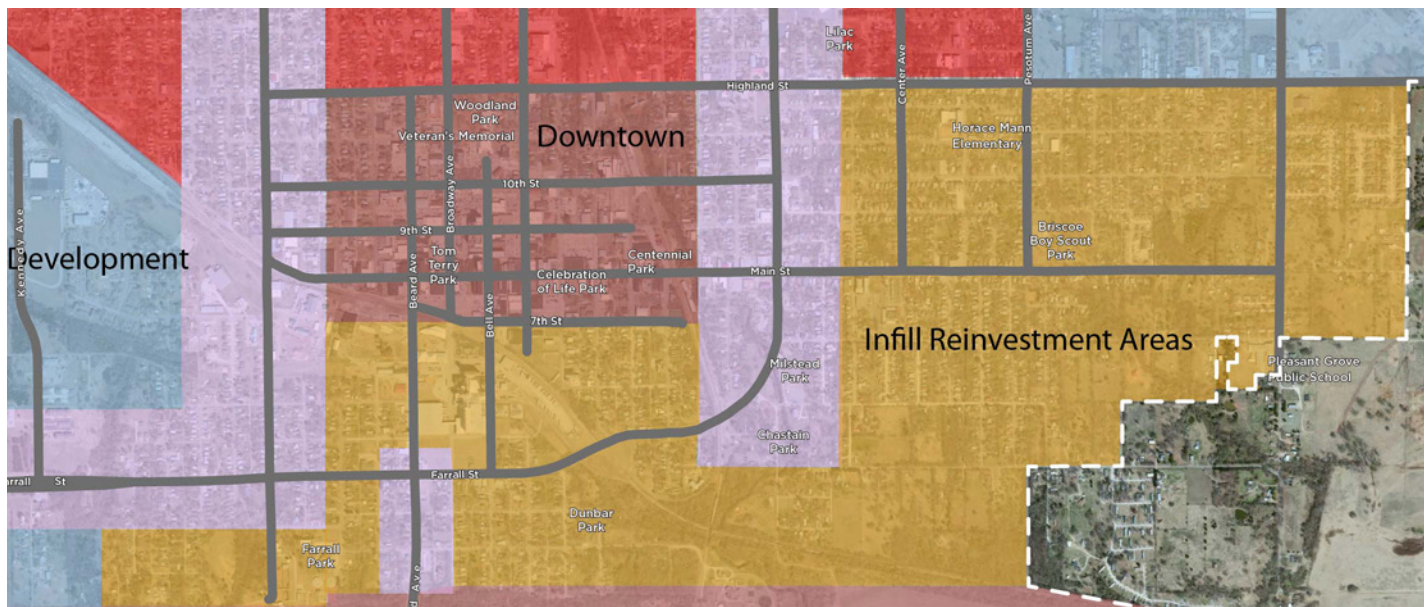 Lilac
Park
Center Ave
Pesotum Ave
Highland St
Woodland
Park
Veteran's Memorial
Downtown
Horace Mann
Elementary
Broadway Ave
10th St
9th St
Kennedy Ave
Development
Beard Ave
Tom
Terry
Park
Centennial
Park
Briscoe
Boy Scout
Park
Celebration
of Life Park
Main St
Bell Ave
7th St
Infill Reinvestment Areas
Milstead
Park
Pleasant Grove
Public School
Chastain
Park
arrall St
Farrall St
Dunbar
Park
Farrall
Park
d Ave